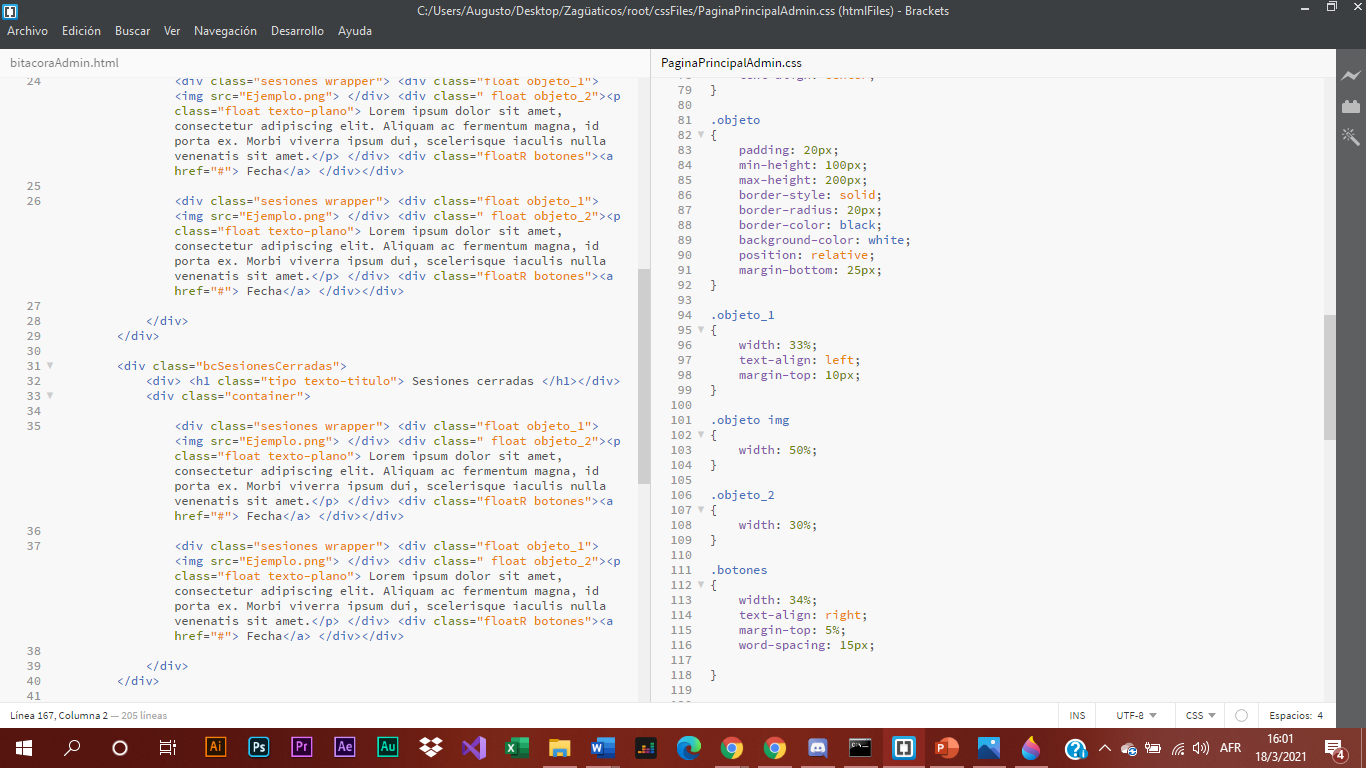 C:/Users/Augusto/Desktop/Zagüaticos/root/cssFiles/PaginaPrincipalAdmin.css (htmlFiles) - Brackets
Archivo Edición Buscar Ver Navegación Desarrollo Ayuda
bitacoraAdmin.html
24 <div class="sesiones wrapper"> <div class="float objeto_1">
<img src="Ejemplo.png"> </div> <div class=" float objeto_2"><p
class="float texto-plano"> Lorem ipsum dolor sit amet,
consectetur adipiscing elit. Aliquam ac fermentum magna, id
porta ex. Morbi viverra ipsum dui, scelerisque iaculis nulla
venenatis sit amet.</p> </div> <div class="floatR botones"><a
href="#"> Fecha</a> </div></div>
25
26 <div class="sesiones wrapper"> <div class="float objeto_1">
<img src="Ejemplo.png"> </div> <div class=" float objeto_2"><p
class="float texto-plano"> Lorem ipsum dolor sit amet,
consectetur adipiscing elit. Aliquam ac fermentum magna, id
porta ex. Morbi viverra ipsum dui, scelerisque iaculis nulla
venenatis sit amet.</p> </div> <div class="floatR botones"><a
href="#"> Fecha</a> </div></div>
27
28 </div>
29 </div>
30
31 <div class="bcSesionesCerradas">
32 <div> <h1 class="tipo texto-titulo"> Sesiones cerradas </h1></div>
33 <div class="container">
34
35 <div class="sesiones wrapper"> <div class="float objeto_1">
<img src="Ejemplo.png"> </div> <div class=" float objeto_2"><p
class="float texto-plano"> Lorem ipsum dolor sit amet,
consectetur adipiscing elit. Aliquam ac fermentum magna, id
porta ex. Morbi viverra ipsum dui, scelerisque iaculis nulla
venenatis sit amet.</p> </div> <div class="floatR botones"><a
href="#"> Fecha</a> </div></div>
36
37 <div class="sesiones wrapper"> <div class="float objeto_1">
<img src="Ejemplo.png"> </div> <div class=" float objeto_2"><p
class="float texto-plano"> Lorem ipsum dolor sit amet,
consectetur adipiscing elit. Aliquam ac fermentum magna, id
porta ex. Morbi viverra ipsum dui, scelerisque iaculis nulla
venenatis sit amet.</p> </div> <div class="floatR botones"><a
href="#"> Fecha</a> </div></div>
38
39 </div>
40 </div>
41
PaginaPrincipalAdmin.css
79 }
80
81 .objeto
82 {
83 padding: 20px;
84 min-height: 100px;
85 max-height: 200px;
86 border-style: solid;
87 border-radius: 20px;
88 border-color: black;
89 background-color: white;
90 position: relative;
91 margin-bottom: 25px;
92 }
93
94 .objeto_1
95 {
96 width: 33%;
97 text-align: left;
98 margin-top: 10px;
99 }
100
101 .objeto img
102 {
103 width: 50%;
104 }
105
106 .objeto_2
107 {
108 width: 30%;
109 }
110
111 .botones
112 {
113 width: 34%;
114 text-align: right;
115 margin-top: 5%;
116 word-spacing: 15px;
117
118 }
119
Línea 167, Columna 2 — 205 líneas
INS UTF-8 CSS Espacios: 4
Ai Ps Pr Ae Au
AFR
16:01
18/3/2021
4